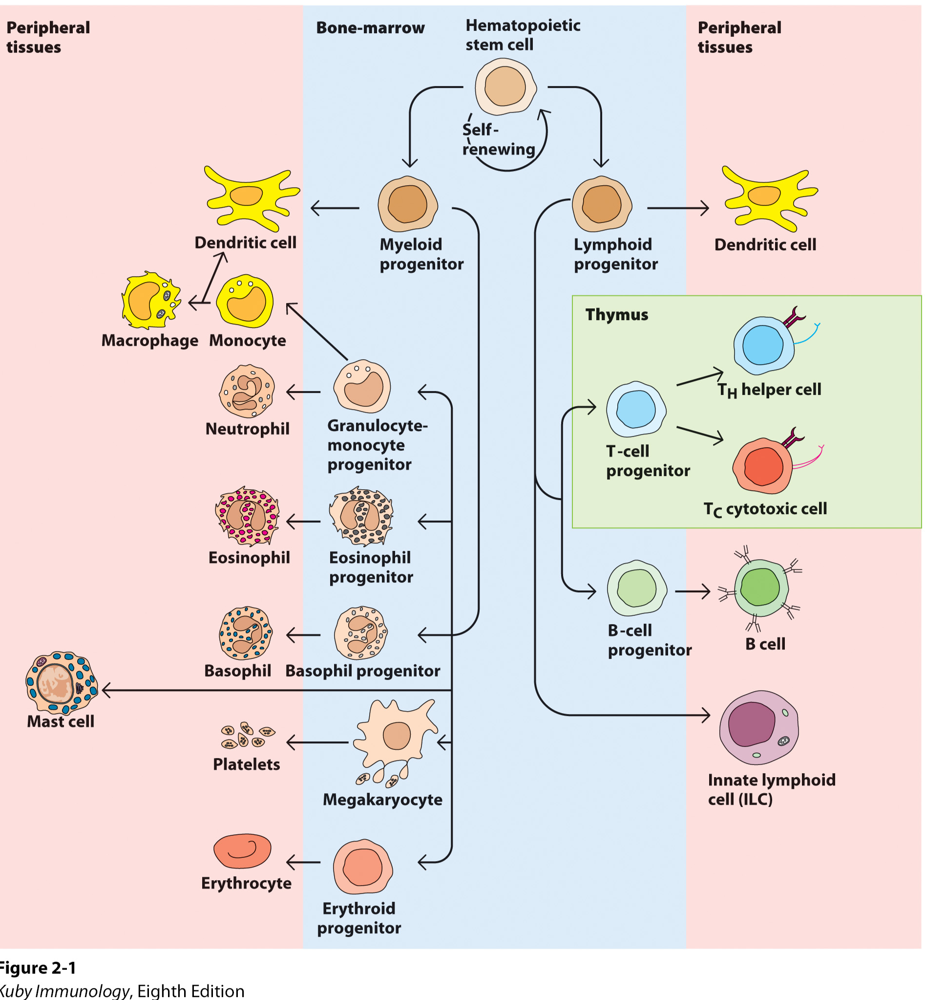 Peripheral
tissues
Bone-marrow
Hematopoietic
stem cell
Peripheral
tissues
Self-
renewing
Dendritic cell
Myeloid
progenitor
Lymphoid
progenitor
Dendritic cell
Macrophage
Monocyte
Thymus
TH helper cell
Neutrophil
Granulocyte-
monocyte
progenitor
T-cell
progenitor
TC cytotoxic cell
Eosinophil
Eosinophil
progenitor
B-cell
progenitor
B cell
Basophil
Basophil progenitor
Mast cell
Platelets
Megakaryocyte
Innate lymphoid
cell (ILC)
Erythrocyte
Erythroid
progenitor
Figure 2-1
Kuby Immunology, Eighth Edition